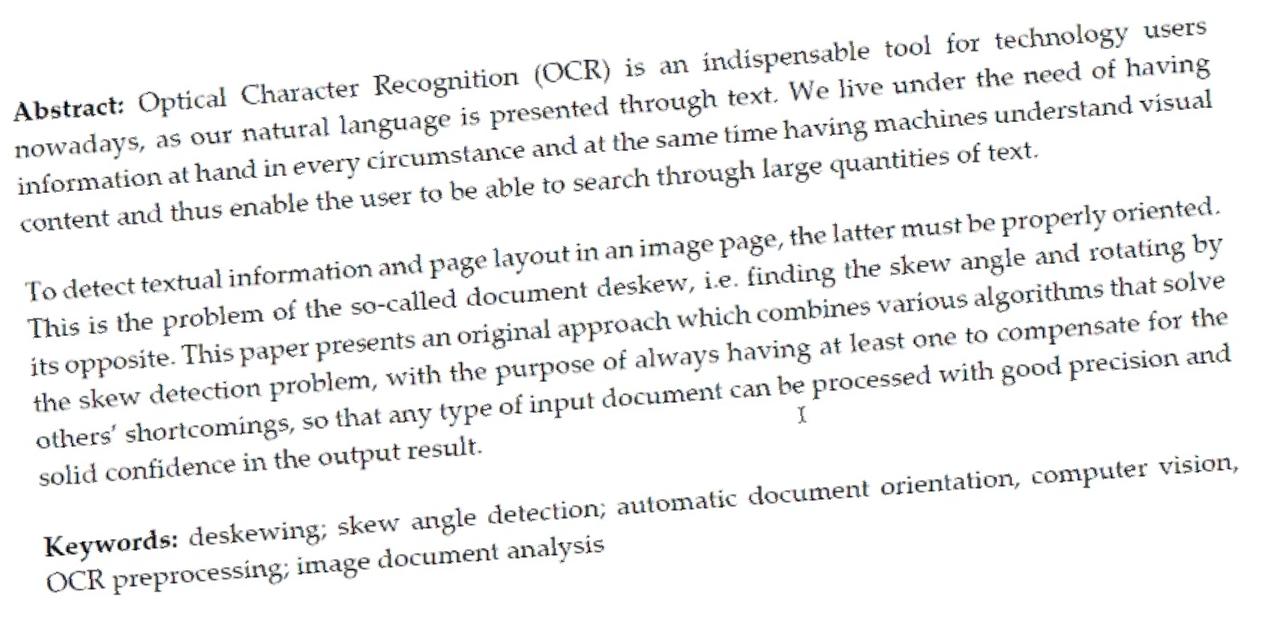 Abstract: Optical Character Recognition (OCR) is an indispensable tool for technology users
nowadays, as our natural language is presented through text. We live under the need of having
information at hand in every circumstance and at the same time having machines understand visual
content and thus enable the user to be able to search through large quantities of text.
To detect textual information and page layout in an image page, the latter must be properly oriented.
This is the problem of the so-called document deskew, i.e. finding the skew angle and rotating by
its opposite. This paper presents an original approach which combines various algorithms that solve
the skew detection problem, with the purpose of always having at least one to compensate for the
others' shortcomings, so that any type of input document can be processed with good precision and
solid confidence in the output result.
Keywords: deskewing; skew angle detection; automatic document orientation, computer vision,
OCR preprocessing; image document analysis